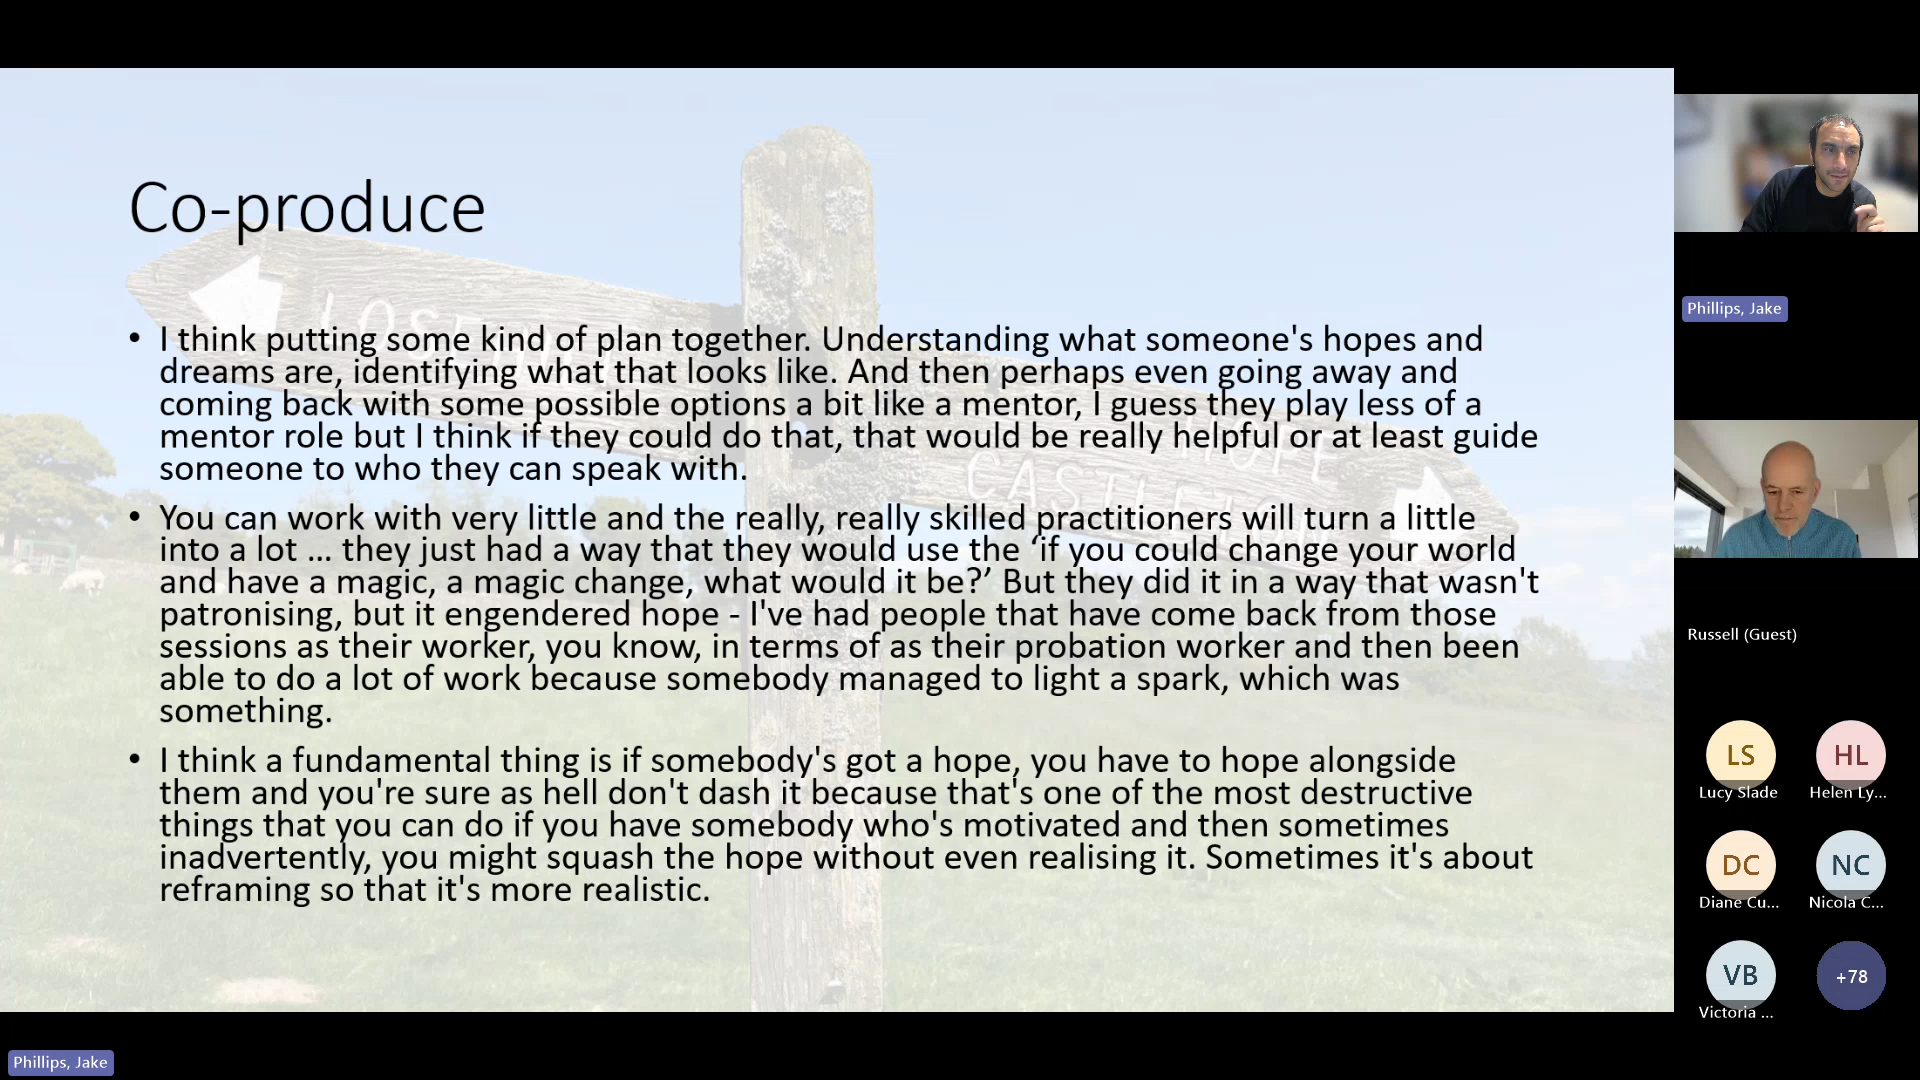 Co-produce
LOSE HILL
HOPE
CASTLETON
• I think putting some kind of plan together. Understanding what someone's hopes and
dreams are, identifying what that looks like. And then perhaps even going away and
coming back with some possible options a bit like a mentor, I guess they play less of a
mentor role but I think if they could do that, that would be really helpful or at least guide
someone to who they can speak with.
• You can work with very little and the really, really skilled practitioners will turn a little
into a lot ... they just had a way that they would use the ‘if you could change your world
and have a magic, a magic change, what would it be?’ But they did it in a way that wasn't
patronising, but it engendered hope - I've had people that have come back from those
sessions as their worker, you know, in terms of as their probation worker and then been
able to do a lot of work because somebody managed to light a spark, which was
something.
• I think a fundamental thing is if somebody's got a hope, you have to hope alongside
them and you're sure as hell don't dash it because that's one of the most destructive
things that you can do if you have somebody who's motivated and then sometimes
inadvertently, you might squash the hope without even realising it. Sometimes it's about
reframing so that it's more realistic.
Phillips, Jake
Russell (Guest)
LS
HL
Lucy Slade
Helen Ly...
DC
NC
Diane Cu...
Nicola C...
VB
+78
Victoria ...
Phillips, Jake